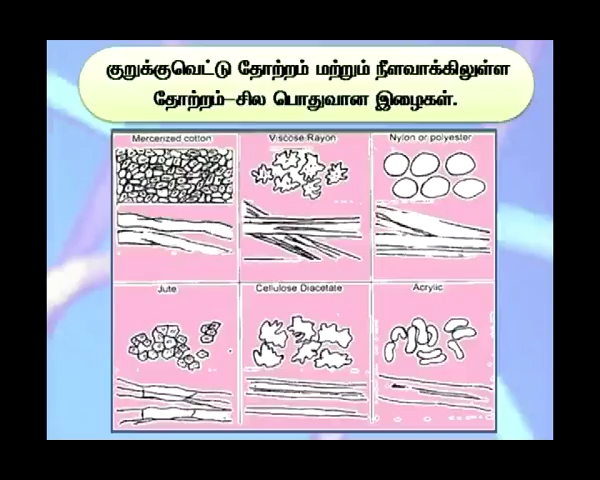 குறுக்குவெட்டு தோற்றம் மற்றும் நீளவாக்கிலுள்ள
தோற்றம்-சில பொதுவான இழைகள்.
Mercerized cotton
Viscose Rayon
Nylon or polyester
Jute
Cellulose Diacetate
Acrylic